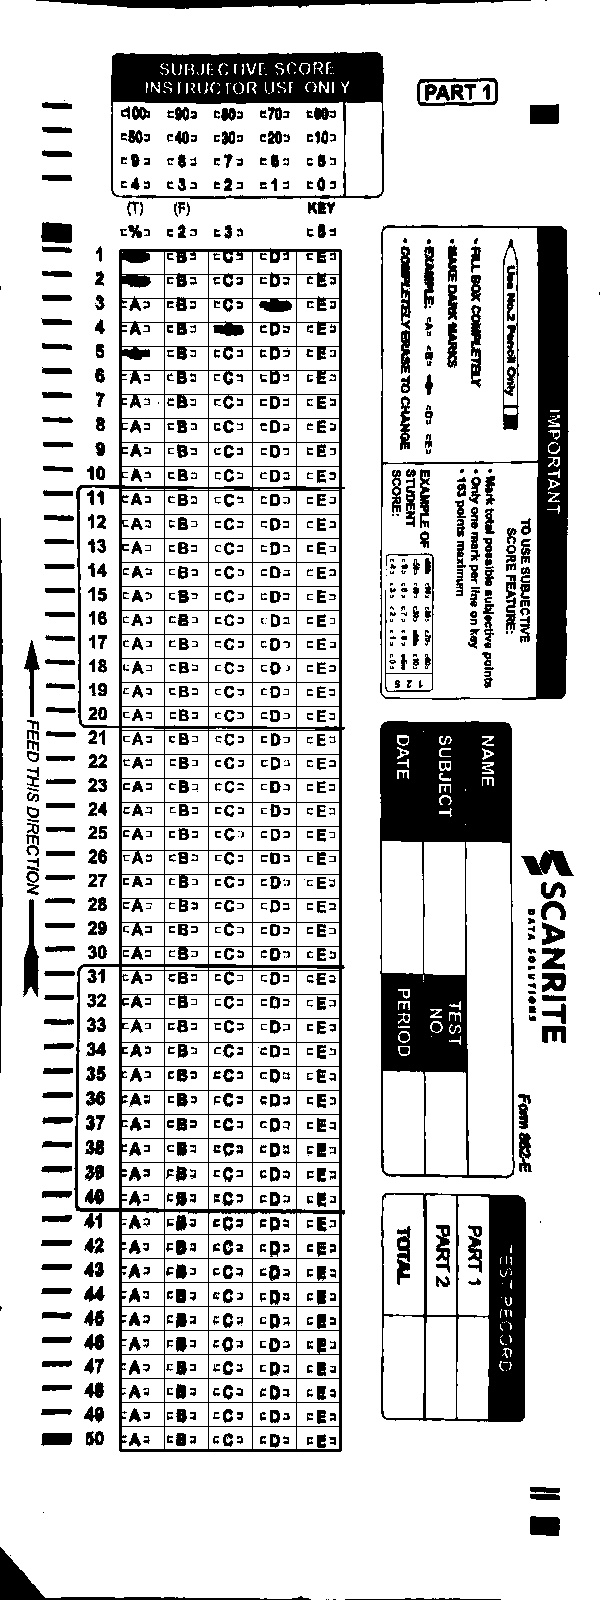 SUBJECTIVE SCORE
INSTRUCTOR USE ONLY
PART 1
(T) (F) KEY
1 B C D E
2 B C D E
3 A B C E
4 A B D E
5 B C D E
6 A B C D E
7 A B C D E
8 A B C D E
9 A B C D E
10 A B C D E
11 A B C D E
12 A B C D E
13 A B C D E
14 A B C D E
15 A B C D E
16 A B C D E
17 A B C D E
18 A B C D E
19 A B C D E
20 A B C D E
21 A B C D E
22 A B C D E
23 A B C D E
24 A B C D E
25 A B C D E
26 A B C D E
27 A B C D E
28 A B C D E
29 A B C D E
30 A B C D E
31 A B C D E
32 A B C D E
33 A B C D E
34 A B C D E
35 A B C D E
36 A B C D E
37 A B C D E
38 A B C D E
39 A B C D E
40 A B C D E
41 A B C D E
42 A B C D E
43 A B C D E
44 A B C D E
45 A B C D E
46 A B C D E
47 A B C D E
48 A B C D E
49 A B C D E
50 A B C D E
FEED THIS DIRECTION
IMPORTANT
Use No.2 Pencil Only
• FILL BOX COMPLETELY
• MAKE DARK MARKS
• EXAMPLE: A B D E
• COMPLETELY ERASE TO CHANGE
TO USE SUBJECTIVE
SCORE FEATURE:
• Mark total possible subjective points
• Only one mark per line on key
• 163 points maximum
EXAMPLE OF
STUDENT
SCORE:
NAME
SUBJECT
DATE
TEST
NO.
PERIOD
SCANRITE
DATA SOLUTIONS
Form 882-E
TEST RECORD
PART 1
PART 2
TOTAL